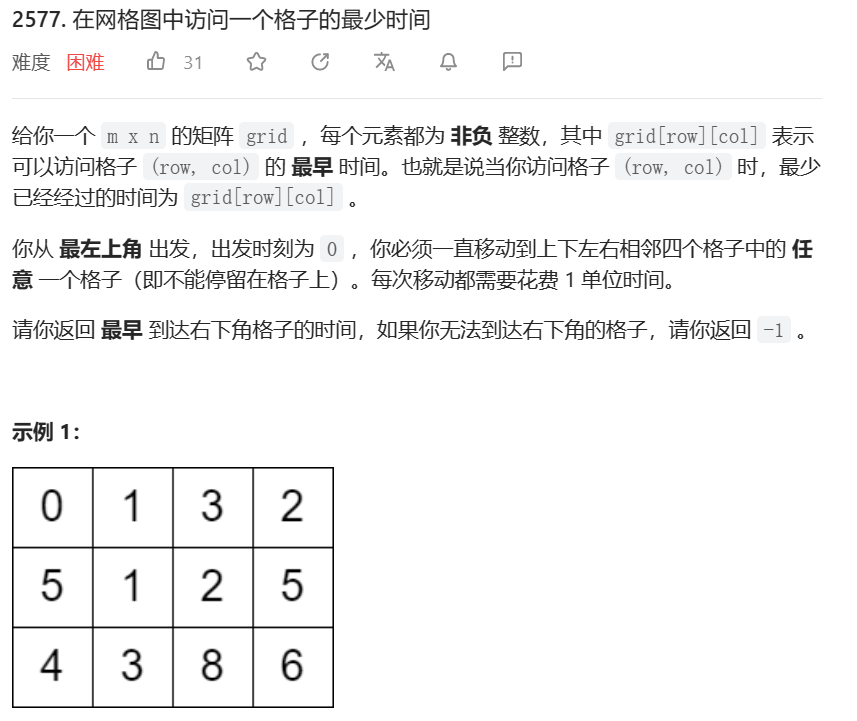 2577. 在网格图中访问一个格子的最少时间
难度 困难 31
给你一个 m x n 的矩阵 grid ，每个元素都为 非负 整数，其中 grid[row][col] 表示
可以访问格子 (row, col) 的 最早 时间。也就是说当你访问格子 (row, col) 时，最少
已经经过的时间为 grid[row][col] 。
你从 最左上角 出发，出发时刻为 0 ，你必须一直移动到上下左右相邻四个格子中的 任
意 一个格子（即不能停留在格子上）。每次移动都需要花费 1 单位时间。
请你返回 最早 到达右下角格子的时间，如果你无法到达右下角的格子，请你返回 -1 。
示例 1：
0 1 3 2
5 1 2 5
4 3 8 6